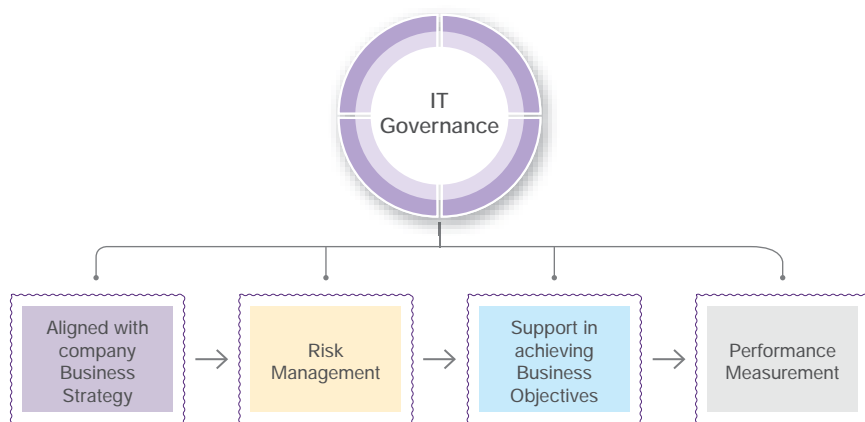 IT
Governance
Aligned with
company
Business
Strategy
Risk
Management
Support in
achieving
Business
Objectives
Performance
Measurement